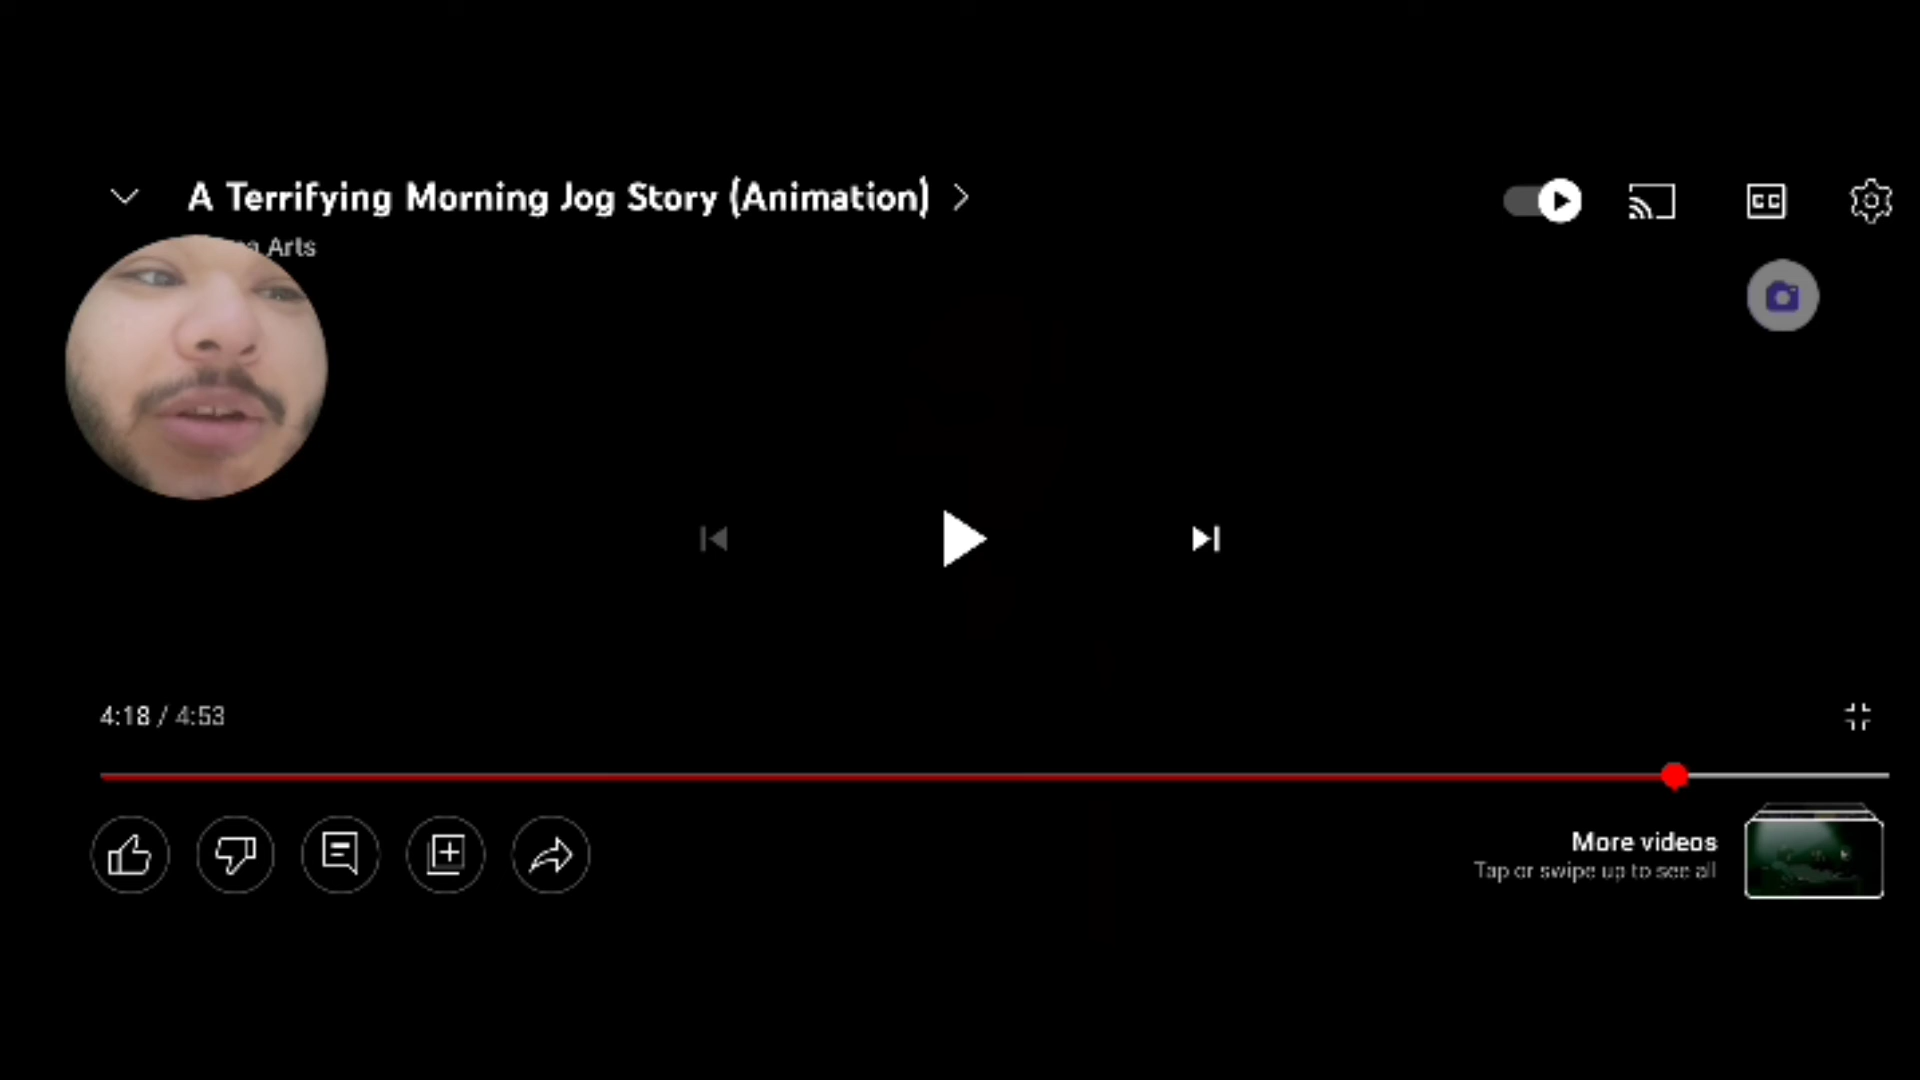 A Terrifying Morning Jog Story (Animation)
Arts
CC
4:18 / 4:53
More videos
Tap or swipe up to see all